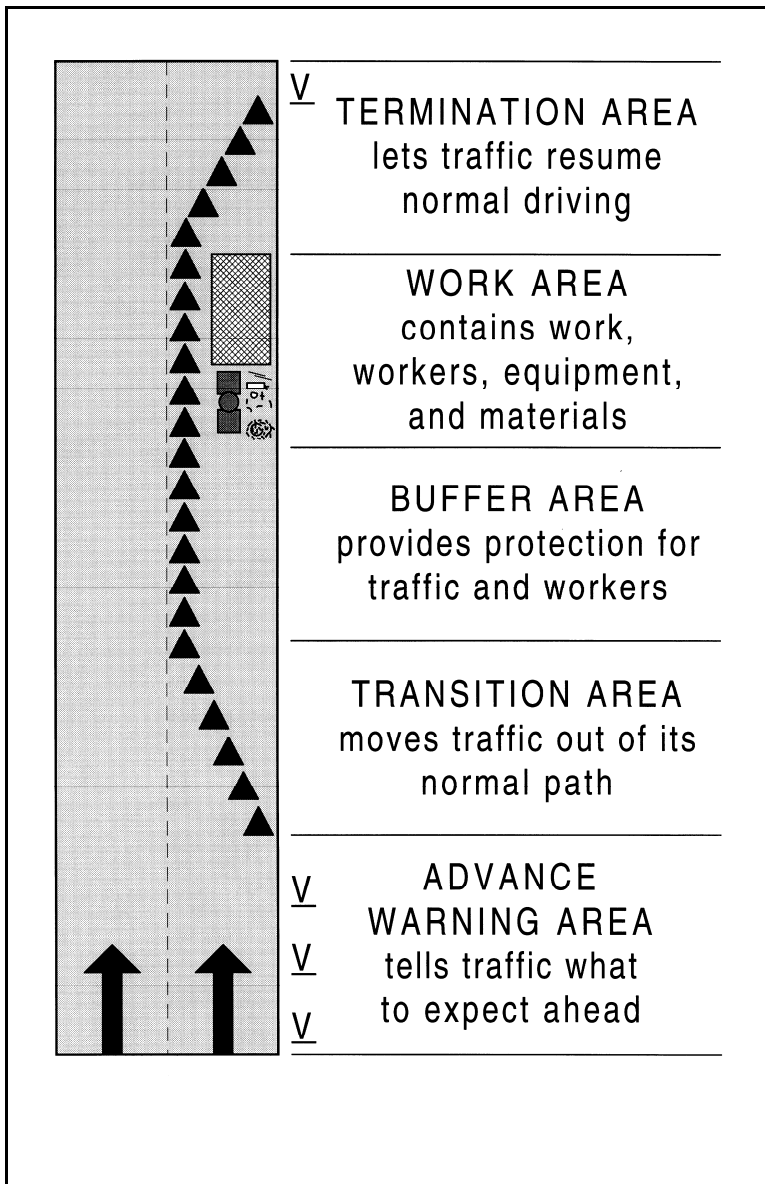 V
TERMINATION AREA
lets traffic resume
normal driving
WORK AREA
contains work,
workers, equipment,
and materials
BUFFER AREA
provides protection for
traffic and workers
TRANSITION AREA
moves traffic out of its
normal path
V
ADVANCE
WARNING AREA
V
tells traffic what
to expect ahead
V